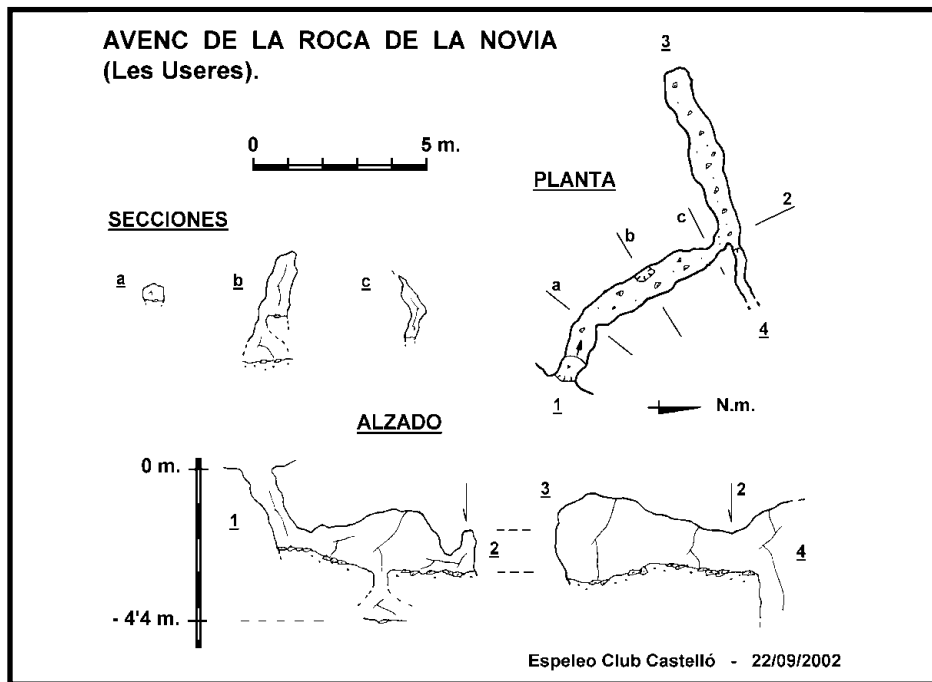 AVENC DE LA ROCA DE LA NOVIA
(Les Useres).
0 5 m.
SECCIONES
a
b
c
PLANTA
3
2
c
b
a
4
1
N.m.
ALZADO
0 m.
1
2
3
2
4
- 4'4 m.
Espeleo Club Castelló - 22/09/2002